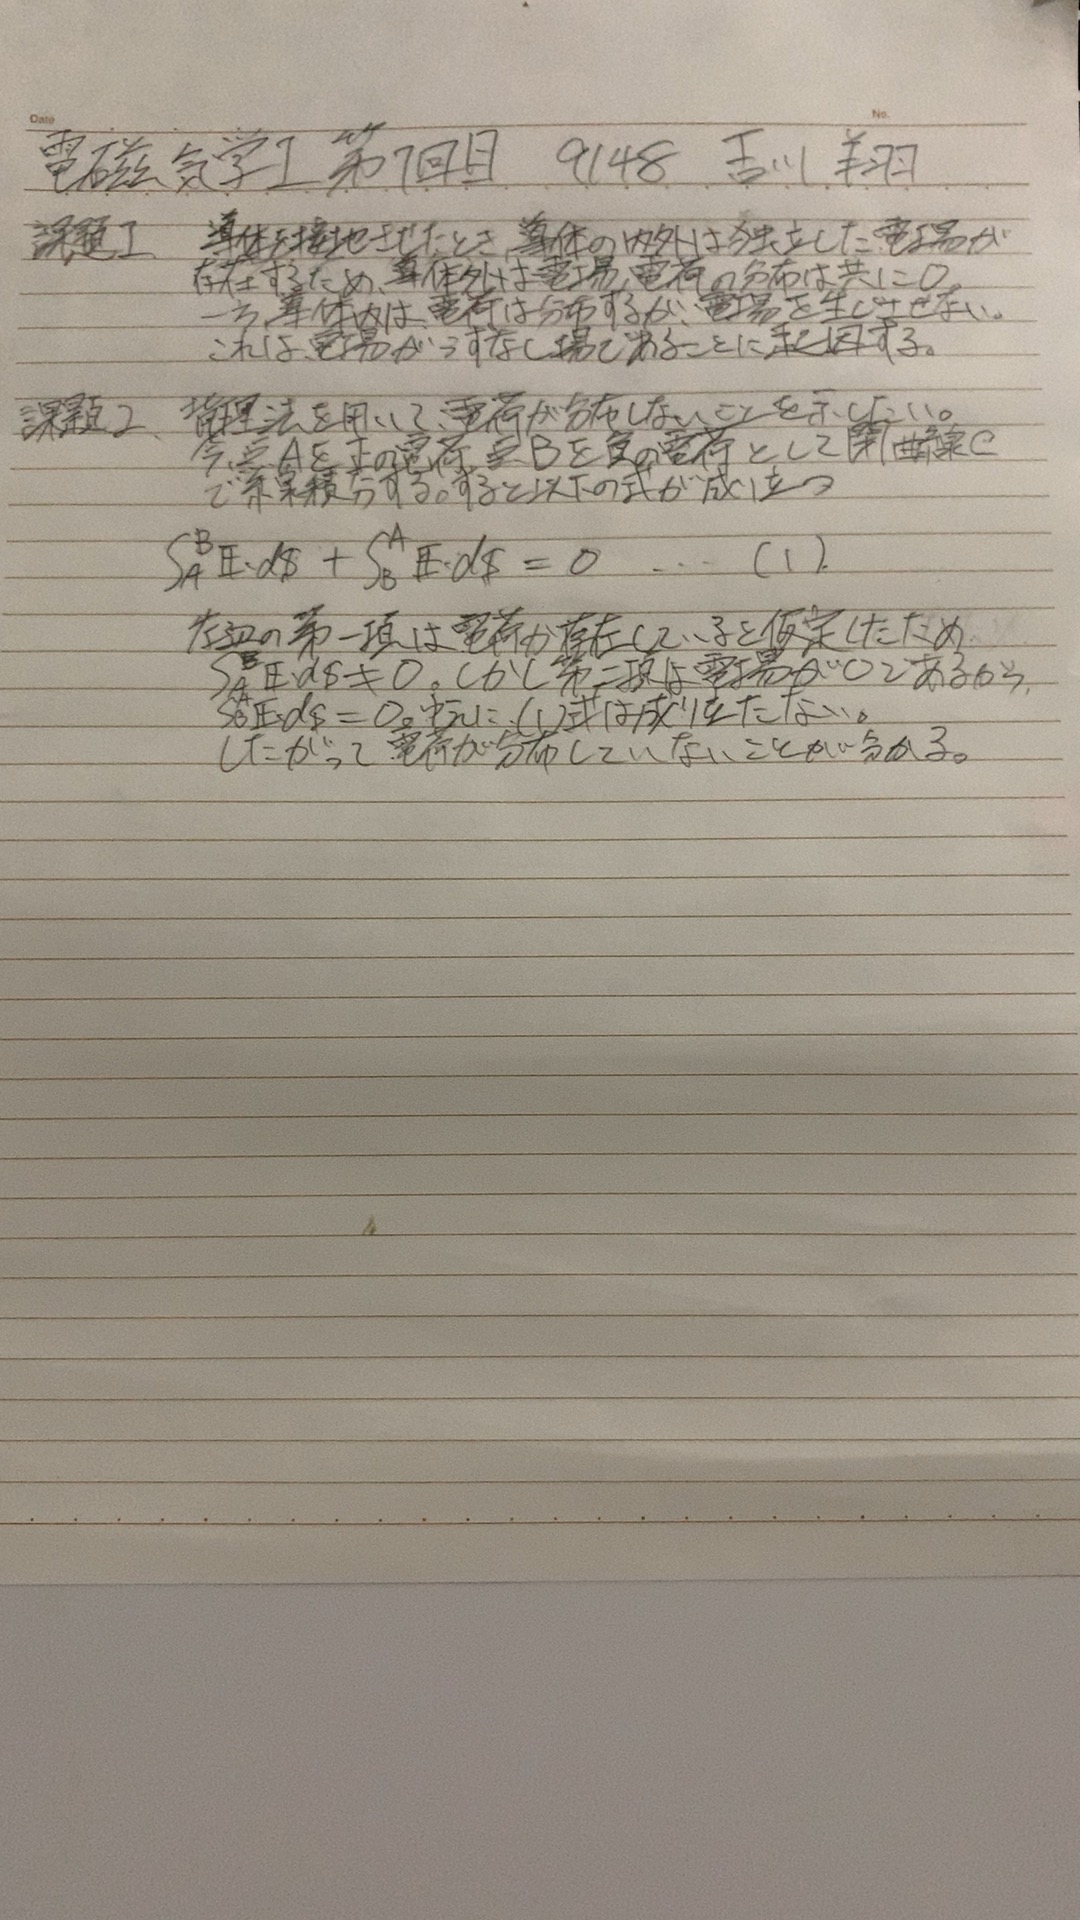 Date No.
電磁気学I 第7回目 9148 吉川 翔
課題1 導体を接地させたとき、導体の内外は独立した電場が
存在するため、導体外は電場、電荷の分布は共に0
一方、導体内は、電荷は分布するが、電場を生じさせない。
これは、電場がうずなし場であることに起因する。
課題2 背理法を用いて、電荷が分布しないことを示したい。
今、点Aを正の電荷、点Bを負の電荷として閉曲線C
で線積分する。すると以下の式が成り立つ
∫_A^B E・ds + ∫_B^A E・ds = 0 … (1)
左辺の第一項は電荷が存在していると仮定したため
∫_A^B E・ds ≠ 0。しかし第二項は電場が0であるから、
∫_B^A E・ds = 0。故に、(1)式は成り立たない。
したがって電荷が分布していないことが分かる。